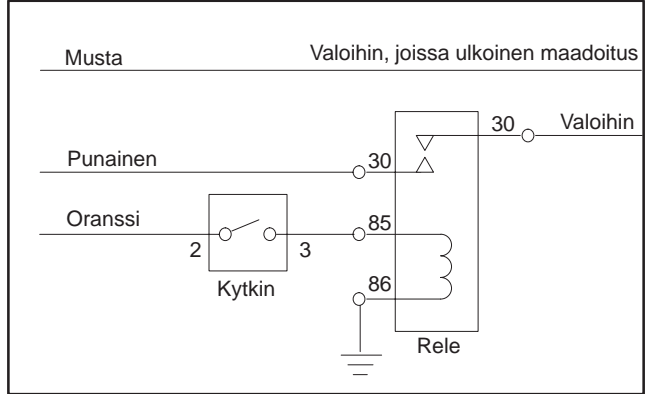 Musta
Valoihin, joissa ulkoinen maadoitus
30
Valoihin
Punainen
30
Oranssi
85
2
3
Kytkin
86
Rele